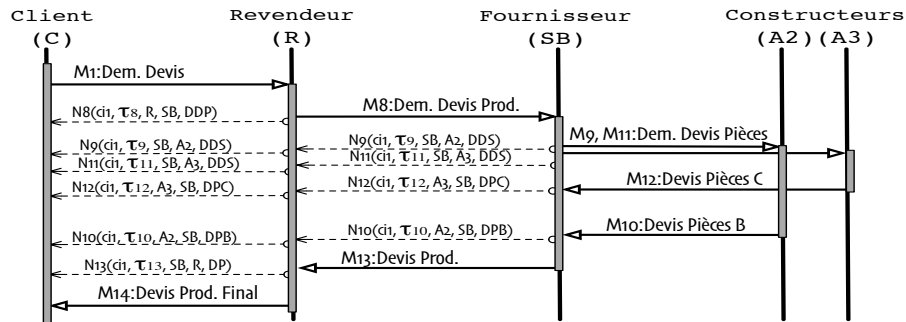 Client Revendeur Fournisseur Constructeurs
(C) (R) (SB) (A2) (A3)
M1:Dem. Devis
M8:Dem. Devis Prod.
N8(ci1, τ8, R, SB, DDP)
M9, M11:Dem. Devis Pièces
N9(ci1, τ9, SB, A2, DDS)
N9(ci1, τ9, SB, A2, DDS)
N11(ci1, τ11, SB, A3, DDS)
N11(ci1, τ11, SB, A3, DDS)
M12:Devis Pièces C
N12(ci1, τ12, A3, SB, DPC)
N12(ci1, τ12, A3, SB, DPC)
M10:Devis Pièces B
N10(ci1, τ10, A2, SB, DPB)
N10(ci1, τ10, A2, SB, DPB)
M13:Devis Prod.
N13(ci1, τ13, SB, R, DP)
M14:Devis Prod. Final